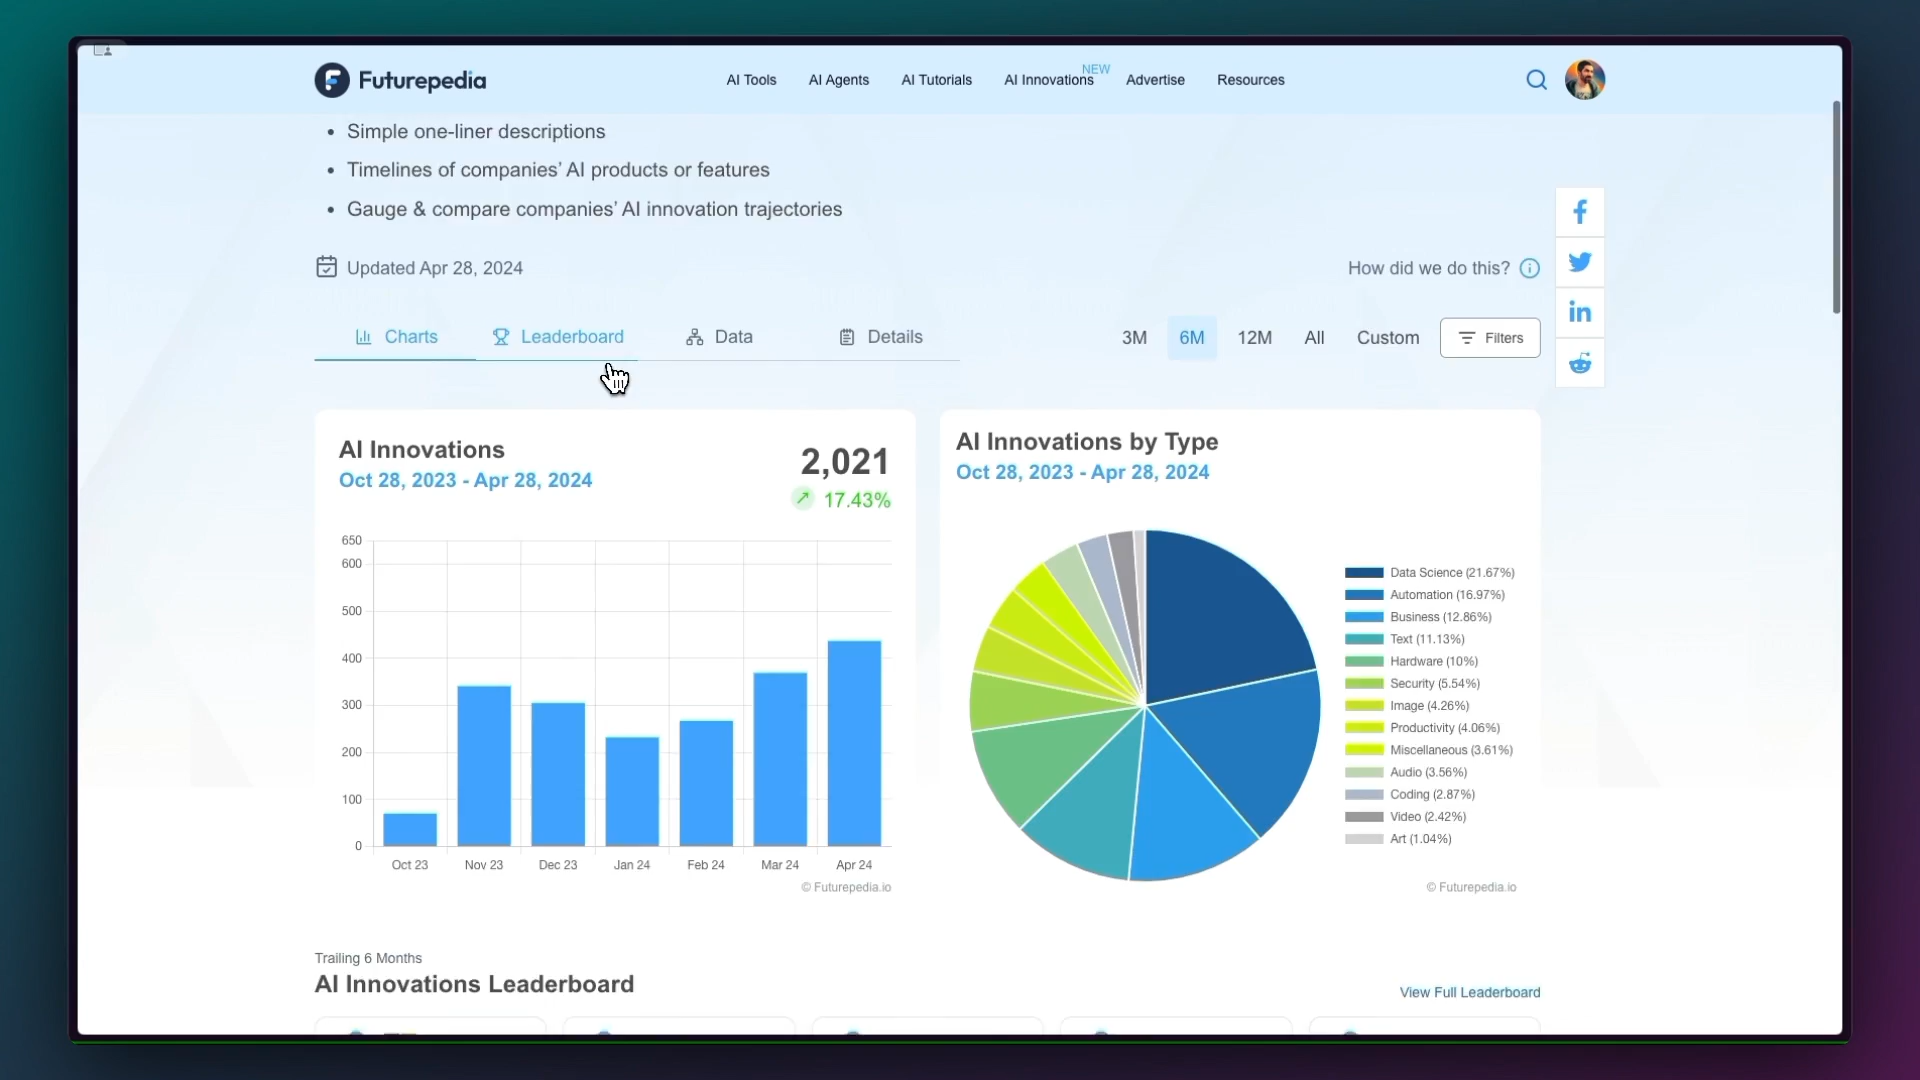 Futurepedia
AI Tools
AI Agents
AI Tutorials
AI Innovations
NEW
Advertise
Resources
• Simple one-liner descriptions
• Timelines of companies' AI products or features
• Gauge & compare companies' AI innovation trajectories
Updated Apr 28, 2024
How did we do this?
Charts
Leaderboard
Data
Details
3M
6M
12M
All
Custom
Filters
AI Innovations
Oct 28, 2023 - Apr 28, 2024
2,021
17.43%
650
600
500
400
300
200
100
0
Oct 23
Nov 23
Dec 23
Jan 24
Feb 24
Mar 24
Apr 24
© Futurepedia.io
AI Innovations by Type
Oct 28, 2023 - Apr 28, 2024
Data Science (21.67%)
Automation (16.97%)
Business (12.86%)
Text (11.13%)
Hardware (10%)
Security (5.54%)
Image (4.26%)
Productivity (4.06%)
Miscellaneous (3.61%)
Audio (3.56%)
Coding (2.87%)
Video (2.42%)
Art (1.04%)
© Futurepedia.io
Trailing 6 Months
AI Innovations Leaderboard
View Full Leaderboard